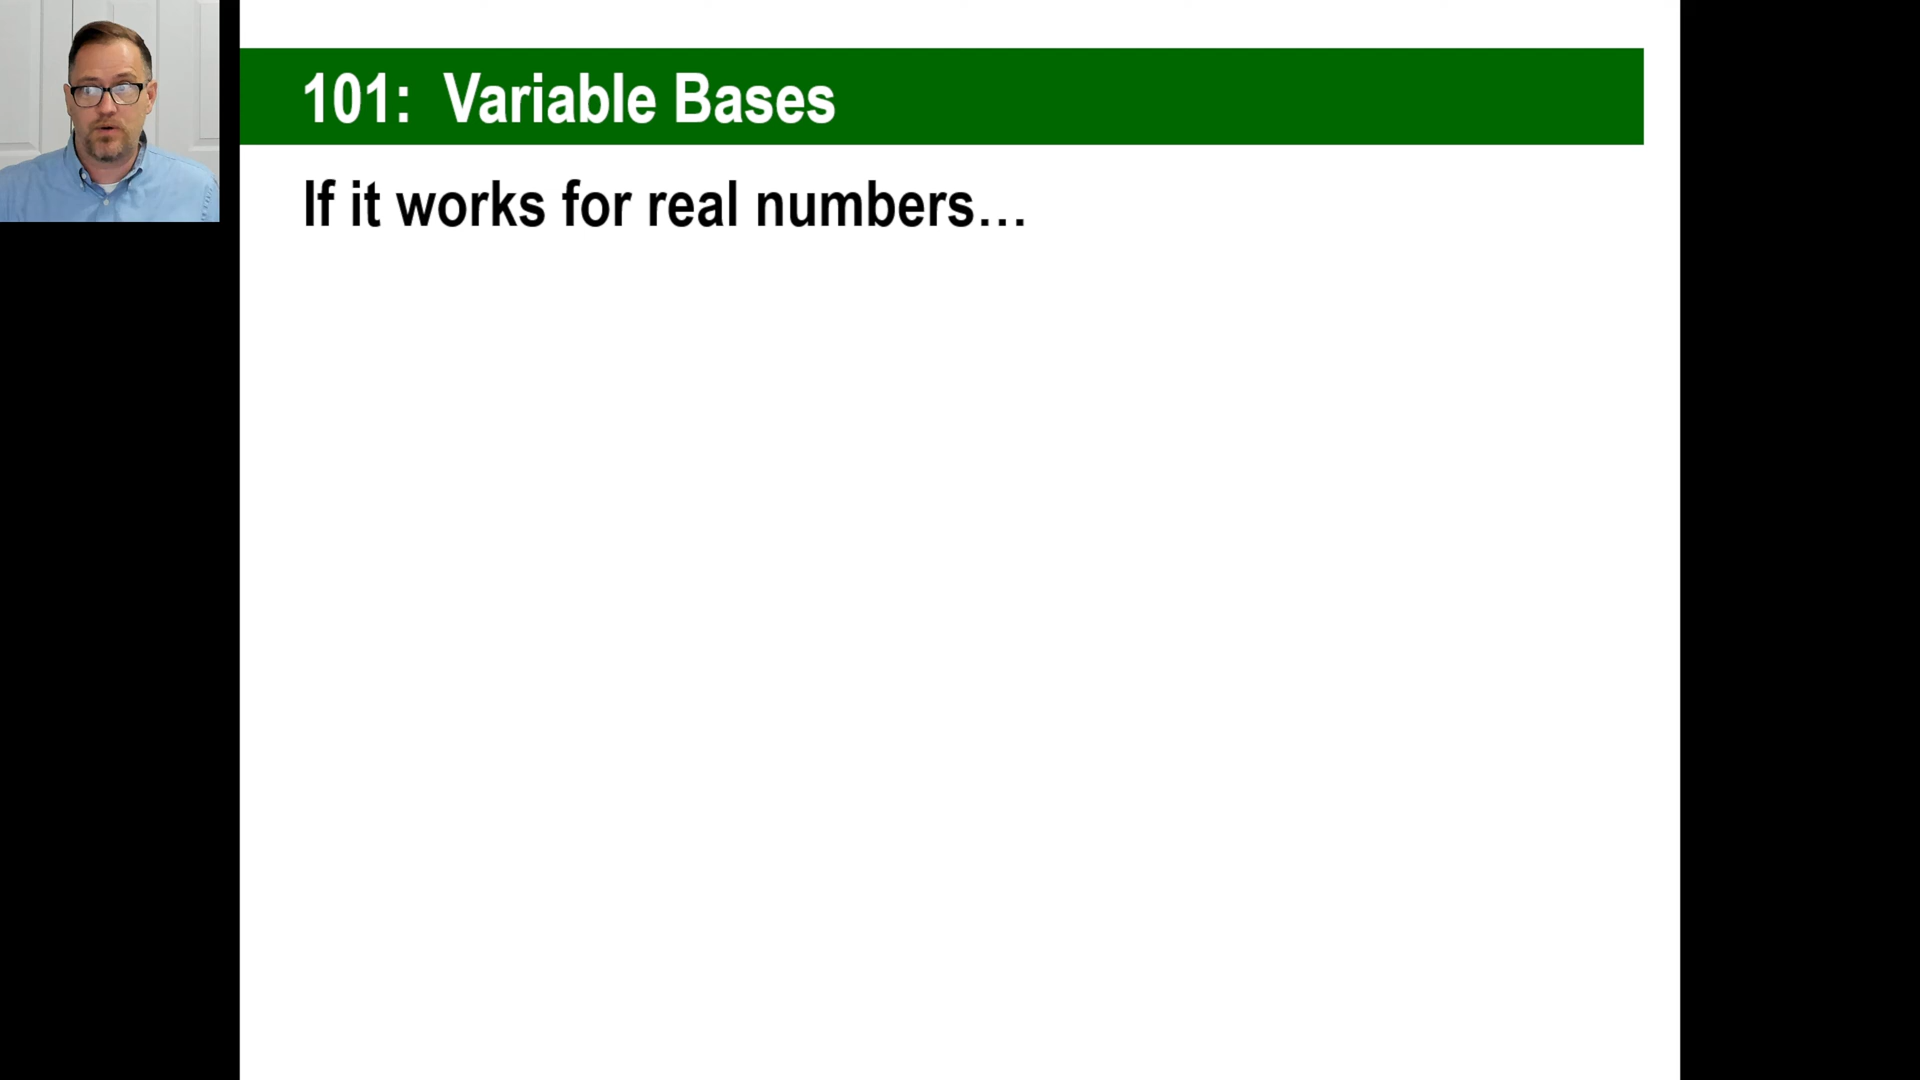 101: Variable Bases
If it works for real numbers…